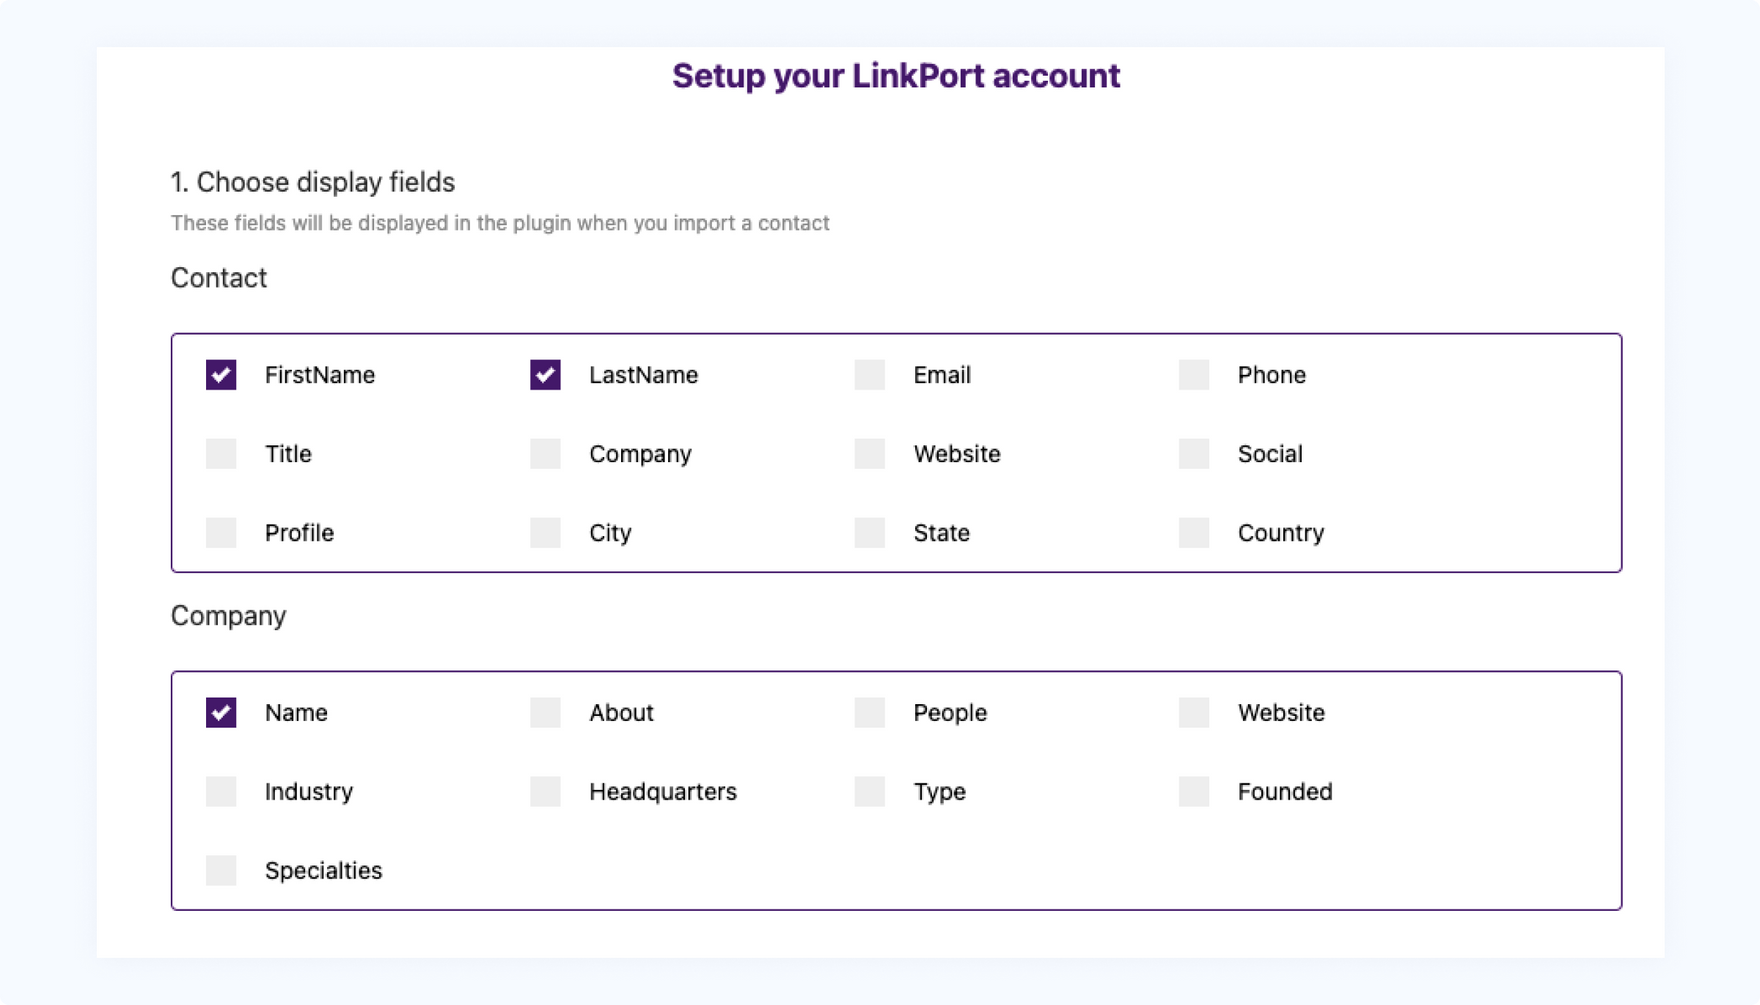 Setup your LinkPort account
1. Choose display fields
These fields will be displayed in the plugin when you import a contact
Contact
FirstName LastName Email Phone
Title Company Website Social
Profile City State Country
Company
Name About People Website
Industry Headquarters Type Founded
Specialties